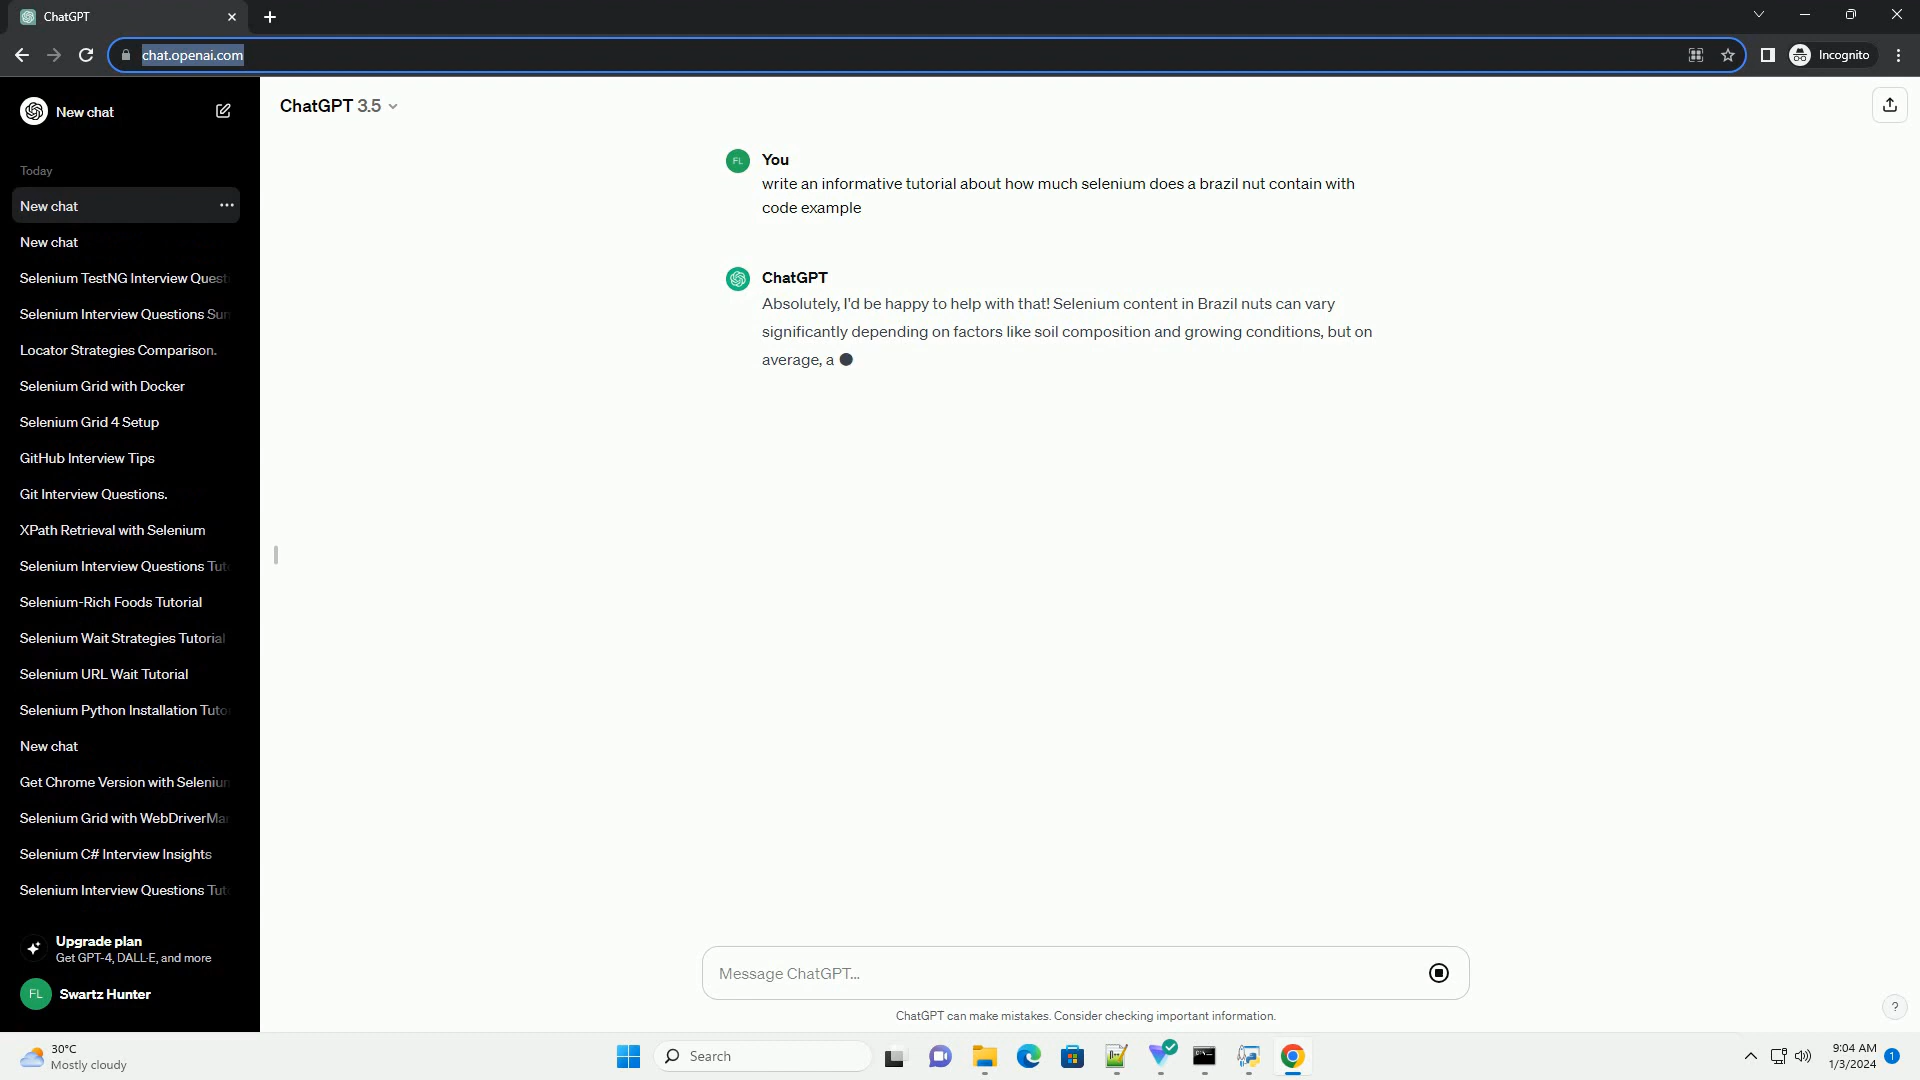 ChatGPT
chat.openai.com
Incognito
New chat
Today
New chat
New chat
Selenium TestNG Interview Quest
Selenium Interview Questions Sum
Locator Strategies Comparison.
Selenium Grid with Docker
Selenium Grid 4 Setup
GitHub Interview Tips
Git Interview Questions.
XPath Retrieval with Selenium
Selenium Interview Questions Tuto
Selenium-Rich Foods Tutorial
Selenium Wait Strategies Tutorial
Selenium URL Wait Tutorial
Selenium Python Installation Tuto
New chat
Get Chrome Version with Selenium
Selenium Grid with WebDriverMan
Selenium C# Interview Insights
Selenium Interview Questions Tuto
Upgrade plan
Get GPT-4, DALL·E, and more
FL
Swartz Hunter
ChatGPT 3.5
FL
You
write an informative tutorial about how much selenium does a brazil nut contain with
code example
ChatGPT
Absolutely, I'd be happy to help with that! Selenium content in Brazil nuts can vary
significantly depending on factors like soil composition and growing conditions, but on
average, a
Message ChatGPT...
ChatGPT can make mistakes. Consider checking important information.
?
30°C
Mostly cloudy
Search
9:04 AM
1/3/2024
1